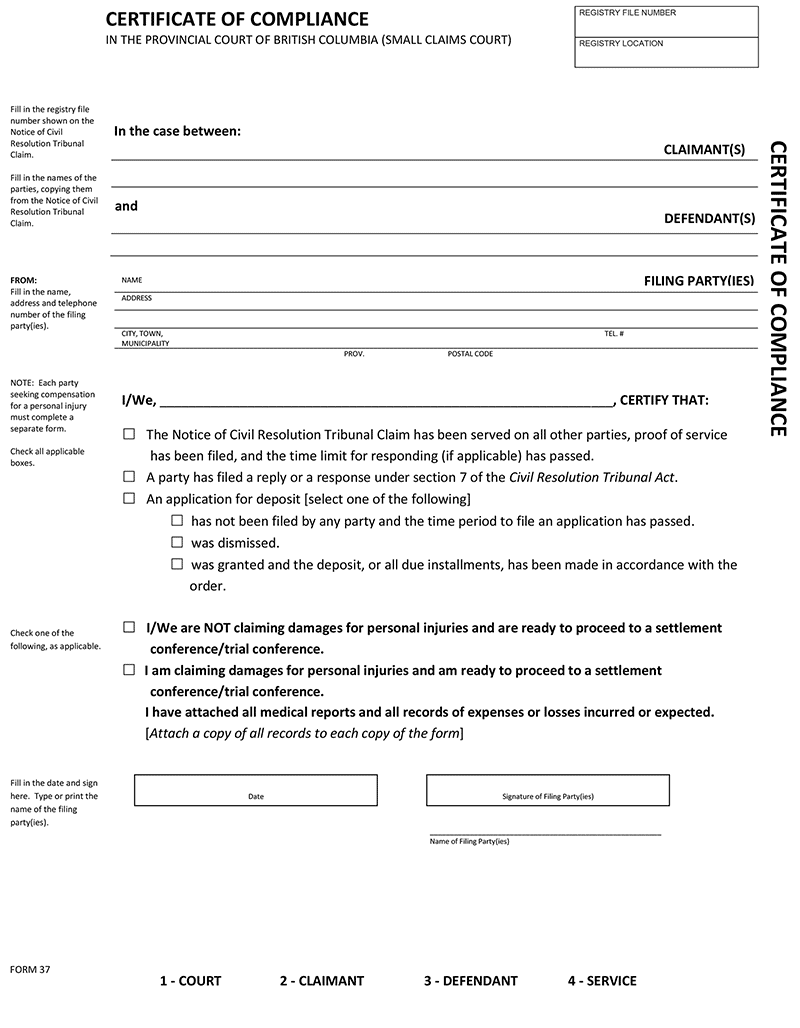 CERTIFICATE OF COMPLIANCE
IN THE PROVINCIAL COURT OF BRITISH COLUMBIA (SMALL CLAIMS COURT)
REGISTRY FILE NUMBER
REGISTRY LOCATION
Fill in the registry file
number shown on the
Notice of Civil
Resolution Tribunal
Claim.
In the case between:
CLAIMANT(S)
Fill in the names of the
parties, copying them
from the Notice of Civil
Resolution Tribunal
Claim.
and
DEFENDANT(S)
CERTIFICATE OF COMPLIANCE
FROM:
Fill in the name,
address and telephone
number of the filing
party(ies).
NAME
FILING PARTY(IES)
ADDRESS
CITY, TOWN,
MUNICIPALITY
TEL. #
PROV.
POSTAL CODE
NOTE: Each party
seeking compensation
for a personal injury
must complete a
separate form.
Check all applicable
boxes.
I/We, ____________________________________________________________, CERTIFY THAT:
☐ The Notice of Civil Resolution Tribunal Claim has been served on all other parties, proof of service
has been filed, and the time limit for responding (if applicable) has passed.
☐ A party has filed a reply or a response under section 7 of the Civil Resolution Tribunal Act.
☐ An application for deposit [select one of the following]
☐ has not been filed by any party and the time period to file an application has passed.
☐ was dismissed.
☐ was granted and the deposit, or all due installments, has been made in accordance with the
order.
Check one of the
following, as applicable.
☐ I/We are NOT claiming damages for personal injuries and are ready to proceed to a settlement
conference/trial conference.
☐ I am claiming damages for personal injuries and am ready to proceed to a settlement
conference/trial conference.
I have attached all medical reports and all records of expenses or losses incurred or expected.
[Attach a copy of all records to each copy of the form]
Fill in the date and sign
here. Type or print the
name of the filing
party(ies).
Date
Signature of Filing Party(ies)
Name of Filing Party(ies)
FORM 37
1 - COURT 2 - CLAIMANT 3 - DEFENDANT 4 - SERVICE